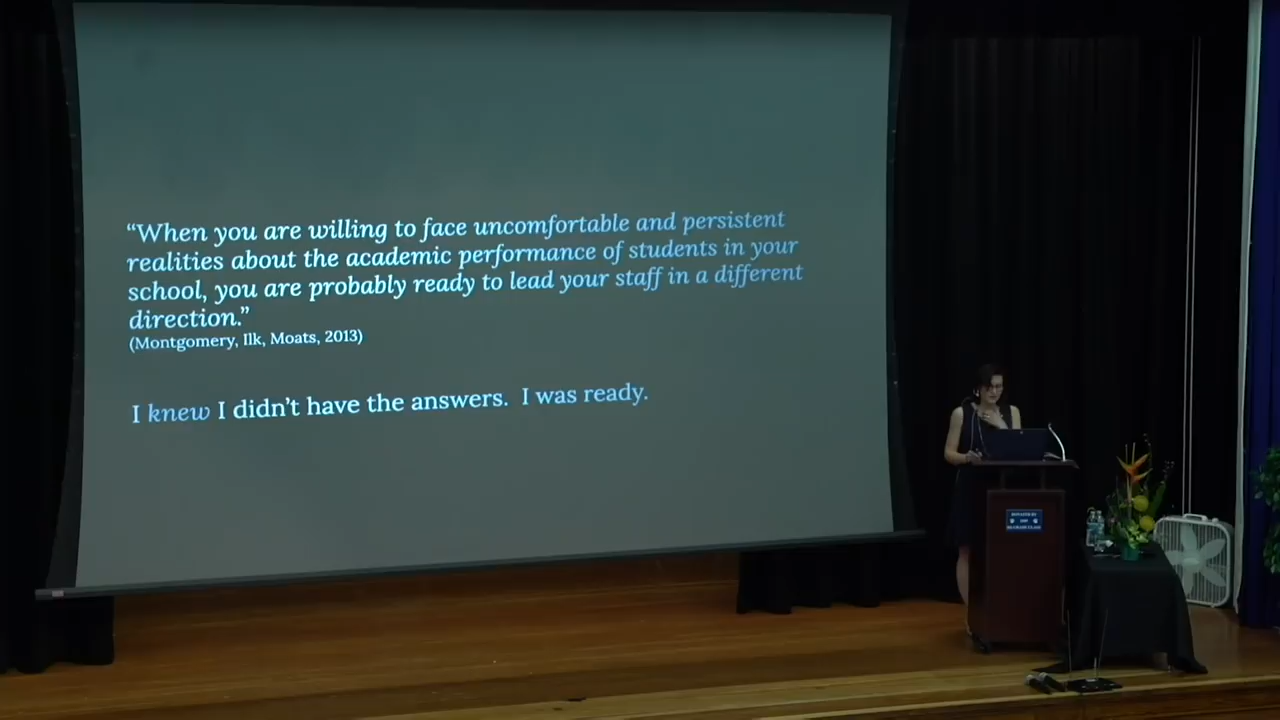 “When you are willing to face uncomfortable and persistent
realities about the academic performance of students in your
school, you are probably ready to lead your staff in a different
direction.”
(Montgomery, Ilk, Moats, 2013)
I knew I didn’t have the answers. I was ready.
DONATED BY